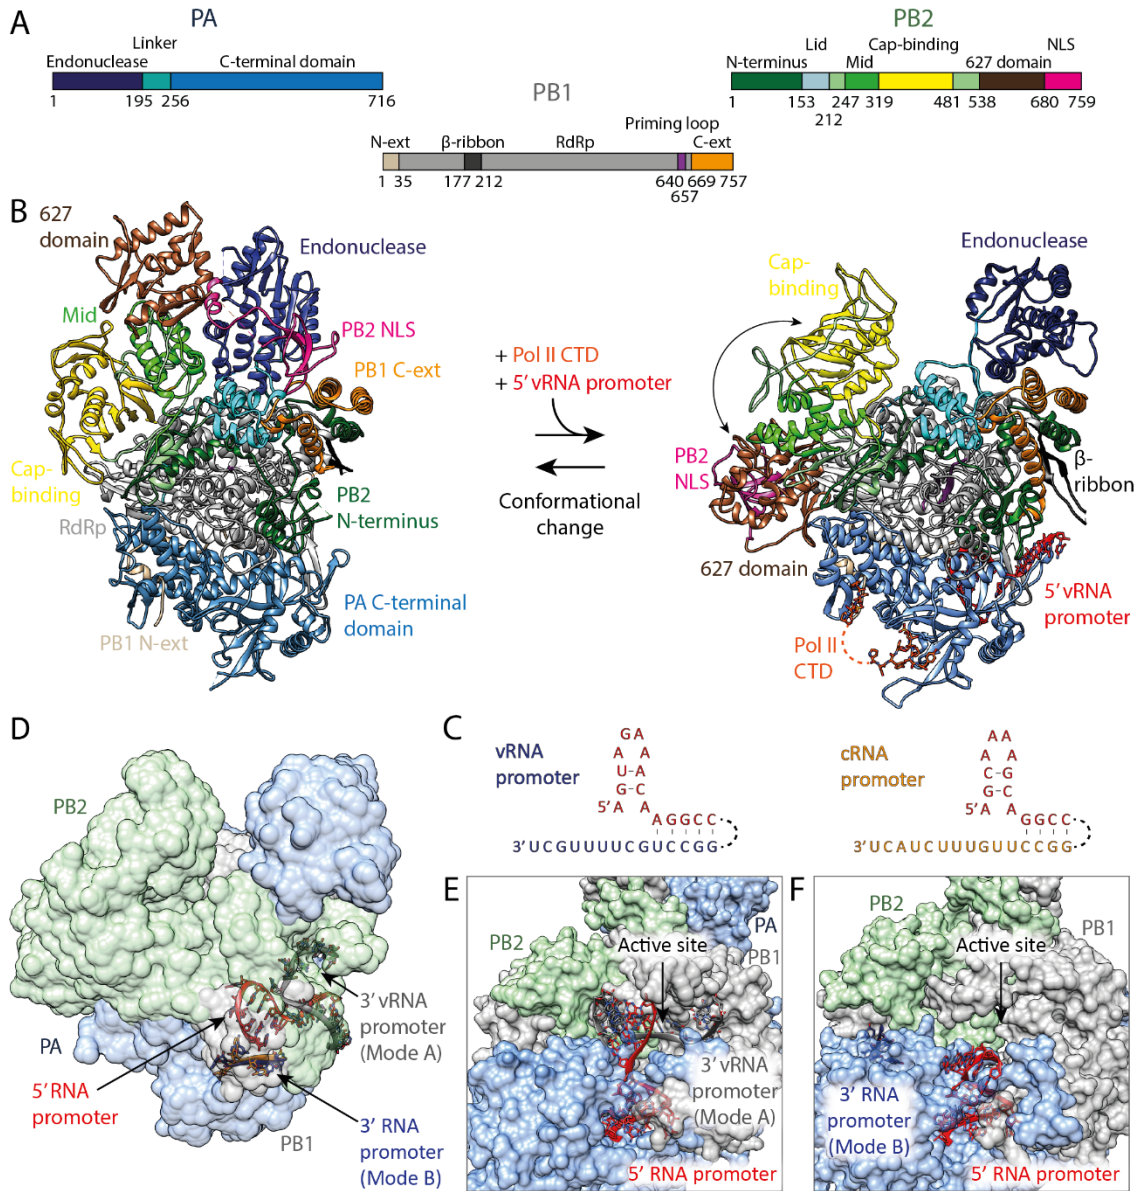 A
PA
Linker
Endonuclease
C-terminal domain
1
195
256
716
PB1
Priming loop
N-ext
β-ribbon
RdRp
C-ext
1
35
177
212
640
669
757
657
PB2
Lid
Cap-binding
NLS
N-terminus
Mid
627 domain
1
153
247
319
481
538
680
759
212
B
627
domain
Endonuclease
Mid
PB2 NLS
PB1 C-ext
Cap-
binding
RdRp
PB2
N-terminus
PA C-terminal
domain
PB1 N-ext
+ Pol II CTD
+ 5′ vRNA promoter
Conformational
change
Endonuclease
Cap-
binding
PB2
NLS
β-
ribbon
627 domain
5′ vRNA
promoter
Pol II
CTD
D
PB2
PA
5′ RNA
promoter
PB1
3′ vRNA
promoter
(Mode A)
3′ RNA
promoter
(Mode B)
C
vRNA
promoter
G A
A A
A A
U - C
G - A
5′ A A G G C C
3′ U C G U U U U C G U C C G G
cRNA
promoter
A A
A A
A G
C - C
G - A
5′ A G G C C
3′ U C A U C U U U G U U C C G G
E
PA
PB2
PB1
Active site
3′ vRNA
promoter
(Mode A)
5′ RNA promoter
F
PB2
PB1
Active site
3′ RNA
promoter
(Mode B)
5′ RNA promoter